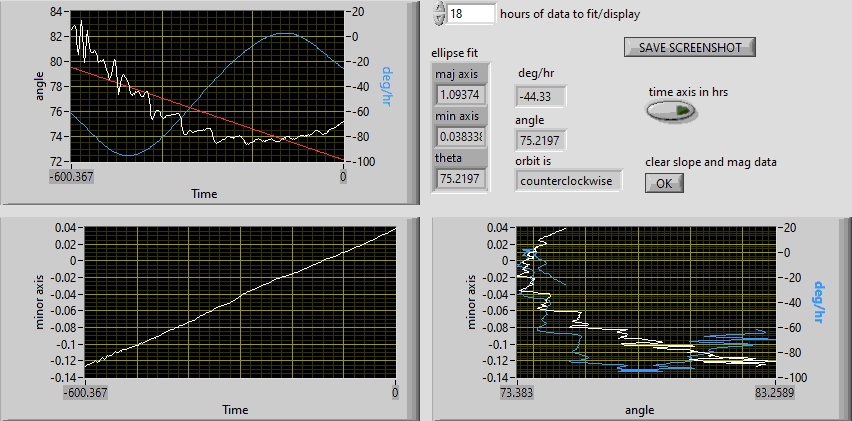 18 hours of data to fit/display
SAVE SCREENSHOT
84
82
80
78
76
74
72
angle
20
0
-20
-40
-60
-80
-100
deg/hr
-600.367
0
Time
ellipse fit
maj axis
1.09374
min axis
0.03833
theta
75.2197
deg/hr
-44.33
angle
75.2197
orbit is
counterclockwise
time axis in hrs
clear slope and mag data
OK
0.04
0.02
0
-0.02
-0.04
-0.06
-0.08
-0.1
-0.12
-0.14
minor axis
-600.367
0
Time
0.04
0.02
0
-0.02
-0.04
-0.06
-0.08
-0.1
-0.12
-0.14
minor axis
20
0
-20
-40
-60
-80
-100
deg/hr
73.383
83.2589
angle